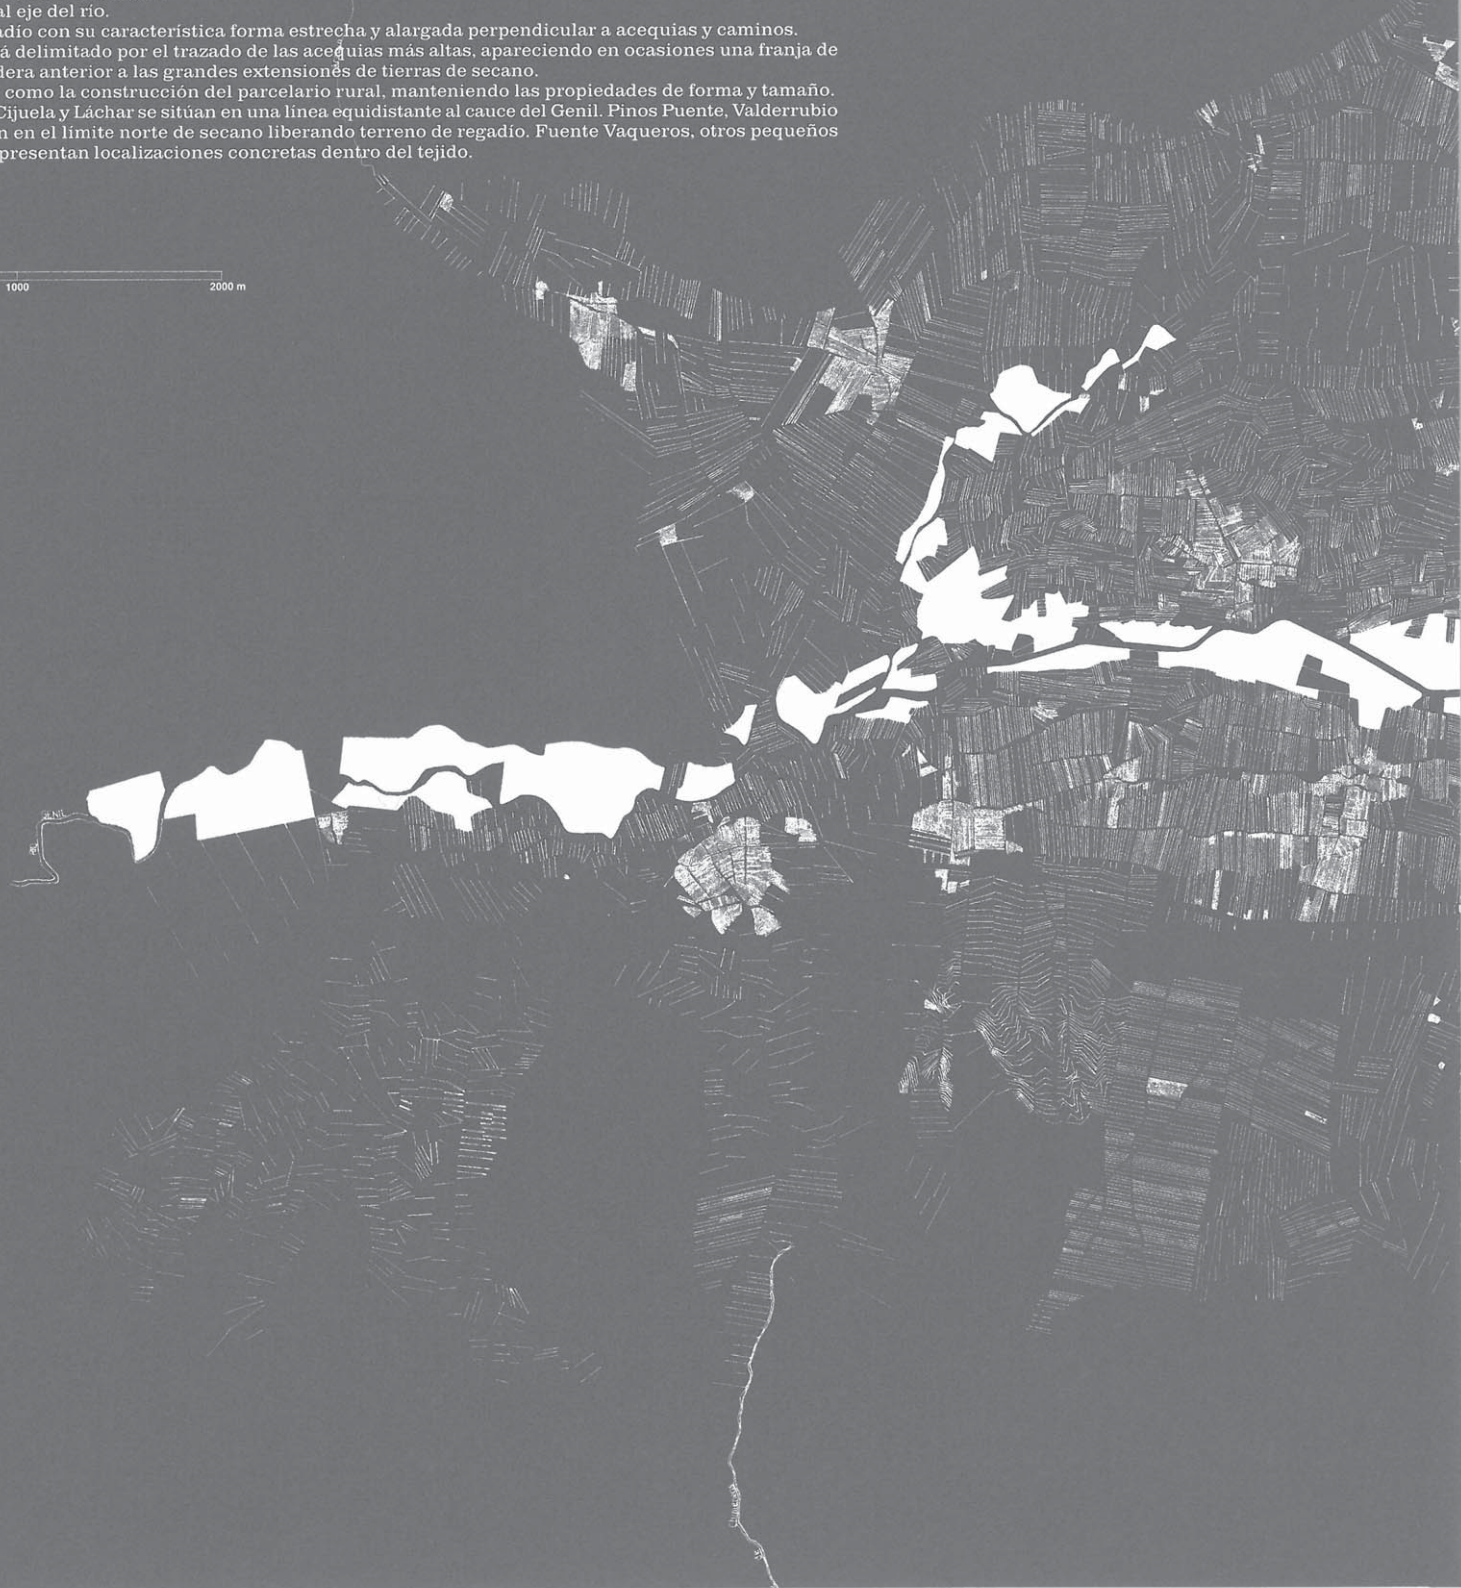 al eje del río.
adío con su característica forma estrecha y alargada perpendicular a acequias y caminos.
á delimitado por el trazado de las acequias más altas, apareciendo en ocasiones una franja de
dera anterior a las grandes extensiones de tierras de secano.
como la construcción del parcelario rural, manteniendo las propiedades de forma y tamaño.
Cijuela y Láchar se sitúan en una línea equidistante al cauce del Genil. Pinos Puente, Valderrubio
n en el límite norte de secano liberando terreno de regadío. Fuente Vaqueros, otros pequeños
presentan localizaciones concretas dentro del tejido.
1000 2000 m